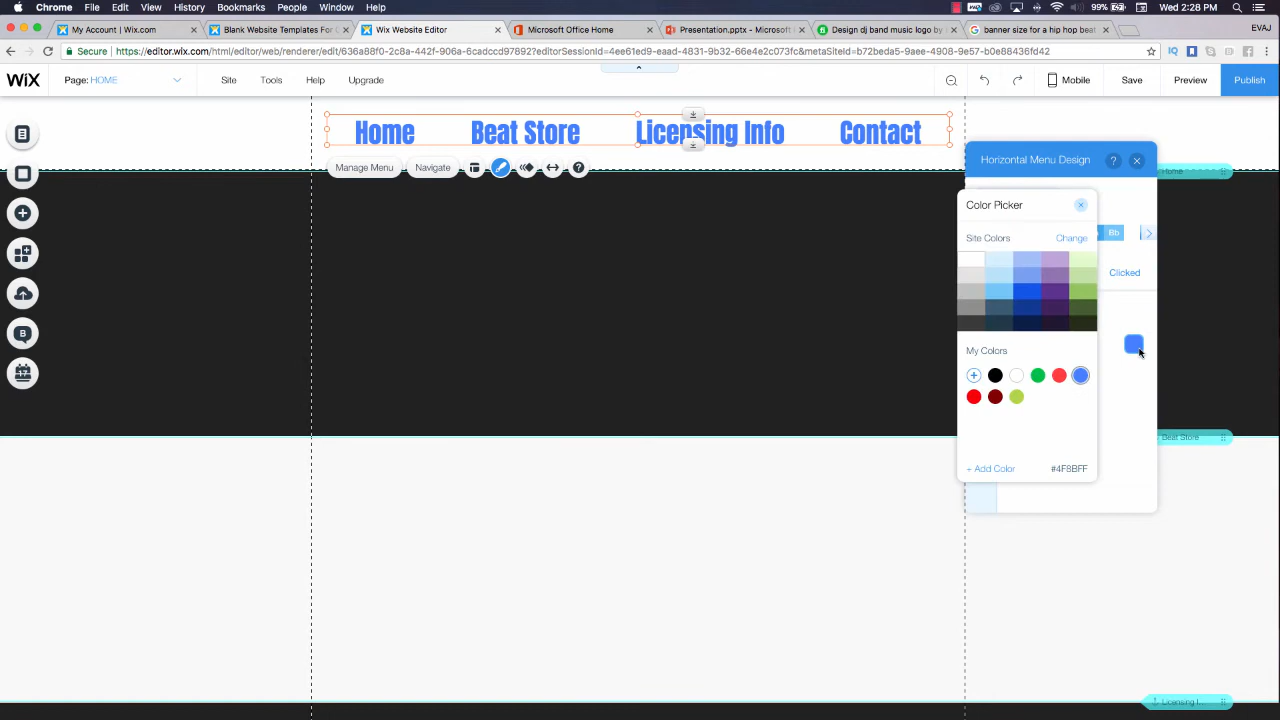 Chrome File Edit View History Bookmarks People Window Help
99% Wed 2:28 PM
My Account | Wix.com
Blank Website Templates For
Wix Website Editor
Microsoft Office Home
Presentation.pptx - Microsoft
Design dj band music logo by
banner size for a hip hop beat
EVAJ
Secure https://editor.wix.com/html/editor/web/renderer/edit/636a88f0-2c8a-442f-906a-6cadccd97892?editorSessionId=4ee61ed9-4831-9b32-66e4e2c073fc&metaSiteId=b72beda5-9aee-4908-9e57-b0e88436fd42
WiX
Page: HOME
Site Tools Help Upgrade
Mobile Save Preview Publish
Home Beat Store Licensing Info Contact
Manage Menu Navigate
Horizontal Menu Design
Home
Color Picker
Site Colors Change
Bb
Clicked
My Colors
+ Add Color #4F8BFF
Beat Store
Licensing I...